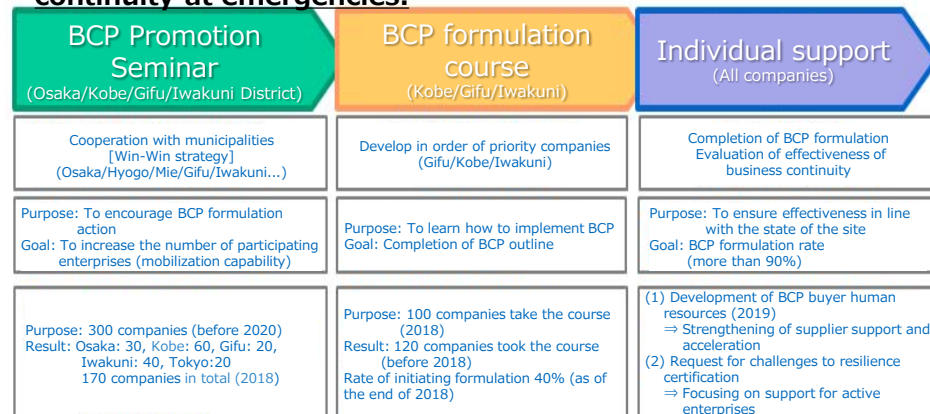 continuity at emergencies.
BCP Promotion
Seminar
(Osaka/Kobe/Gifu/Iwakuni District)
BCP formulation
course
(Kobe/Gifu/Iwakuni)
Individual support
(All companies)
Cooperation with municipalities
[Win-Win strategy]
(Osaka/Hyogo/Mie/Gifu/Iwakuni...)
Develop in order of priority companies
(Gifu/Kobe/Iwakuni)
Completion of BCP formulation
Evaluation of effectiveness of
business continuity
Purpose: To encourage BCP formulation
action
Goal: To increase the number of participating
enterprises (mobilization capability)
Purpose: To learn how to implement BCP
Goal: Completion of BCP outline
Purpose: To ensure effectiveness in line
with the state of the site
Goal: BCP formulation rate
(more than 90%)
Purpose: 300 companies (before 2020)
Result: Osaka: 30, Kobe: 60, Gifu: 20,
Iwakuni: 40, Tokyo:20
170 companies in total (2018)
Purpose: 100 companies take the course
(2018)
Result: 120 companies took the course
(before 2018)
Rate of initiating formulation 40% (as of
the end of 2018)
(1) Development of BCP buyer human
resources (2019)
⇒ Strengthening of supplier support and
acceleration
(2) Request for challenges to resilience
certification
⇒ Focusing on support for active
enterprises